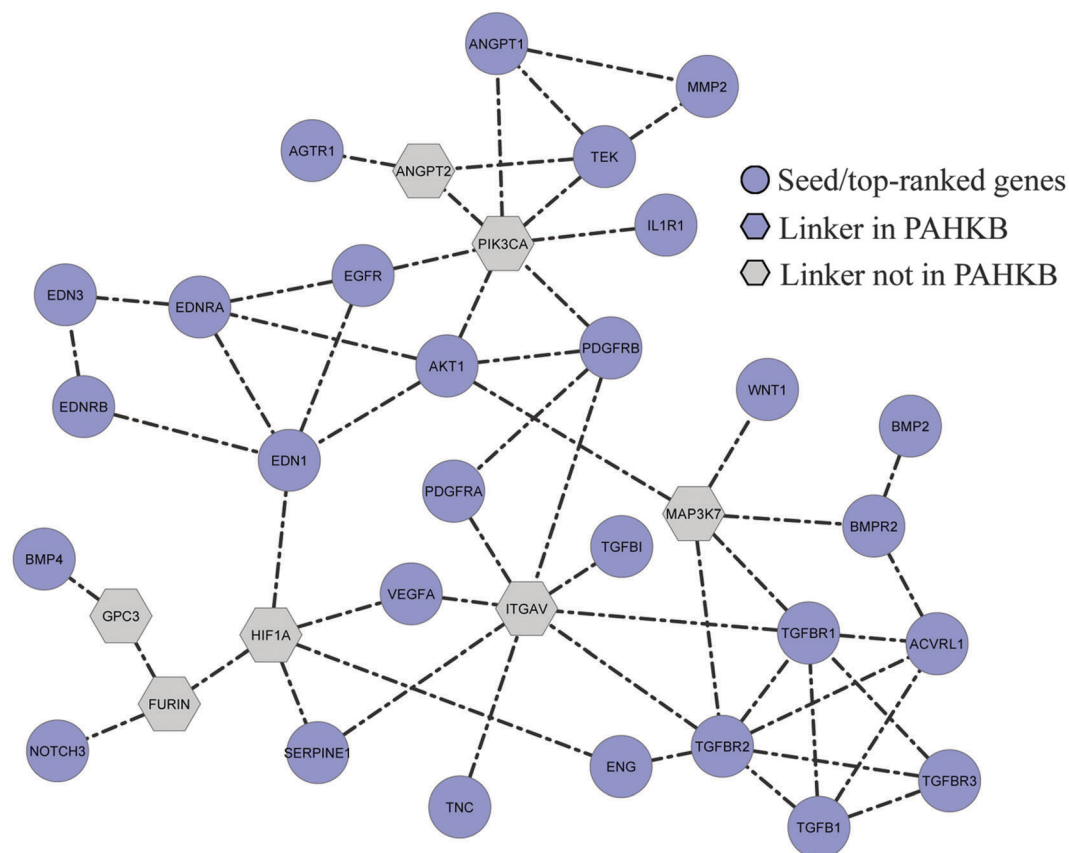 ANGPT1
MMP2
AGTR1
ANGPT2
TEK
Seed/top-ranked genes
IL1R1
Linker in PAHKB
PIK3CA
EGFR
Linker not in PAHKB
EDN3
EDNRA
PDGFRB
AKT1
WNT1
EDNRB
BMP2
EDN1
PDGFRA
MAP3K7
BMPR2
TGFBI
BMP4
VEGFA
ITGAV
GPC3
HIF1A
TGFBR1
ACVRL1
FURIN
NOTCH3
SERPINE1
TGFBR2
ENG
TGFBR3
TNC
TGFB1